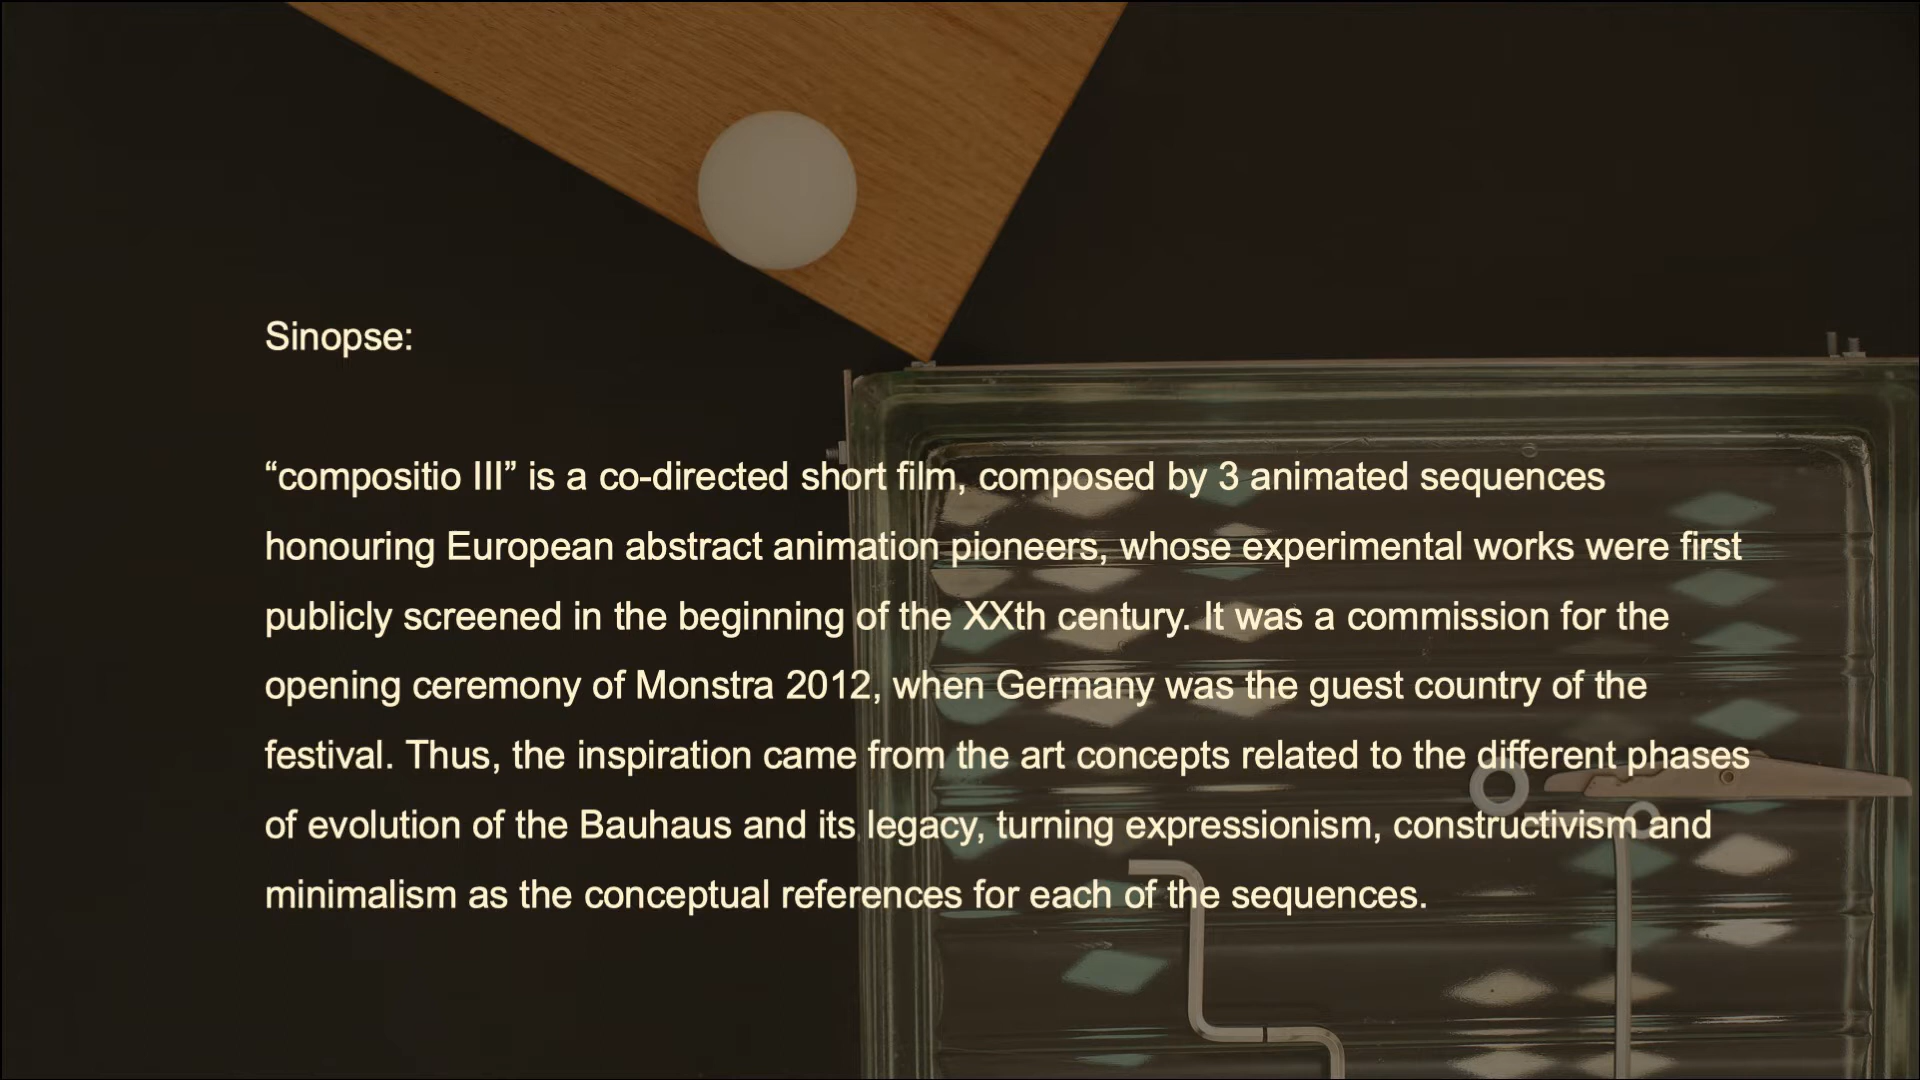 Sinopse:
“compositio III” is a co-directed short film, composed by 3 animated sequences
honouring European abstract animation pioneers, whose experimental works were first
publicly screened in the beginning of the XXth century. It was a commission for the
opening ceremony of Monstra 2012, when Germany was the guest country of the
festival. Thus, the inspiration came from the art concepts related to the different phases
of evolution of the Bauhaus and its legacy, turning expressionism, constructivism and
minimalism as the conceptual references for each of the sequences.